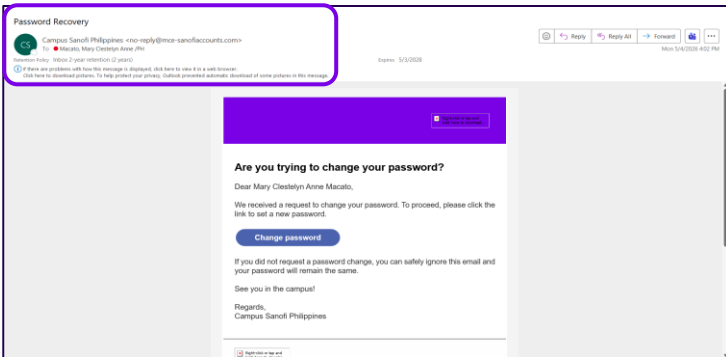 Password Recovery
CS
Campus Sanofi Philippines <no-reply@mce-sanofiaccounts.com>
To Macato, Mary Clestelyn Anne /PH
Reply
Reply All
Forward
Mon 5/4/2026 4:02 PM
Retention Policy Inbox 2-year retention (2 years)
Expires 5/3/2028
If there are problems with how this message is displayed, click here to view it in a web browser.
Click here to download pictures. To help protect your privacy, Outlook prevented automatic download of some pictures in this message.
Are you trying to change your password?
Dear Mary Clestelyn Anne Macato,
We received a request to change your password. To proceed, please click the
link to set a new password.
Change password
If you did not request a password change, you can safely ignore this email and
your password will remain the same.
See you in the campus!
Regards,
Campus Sanofi Philippines